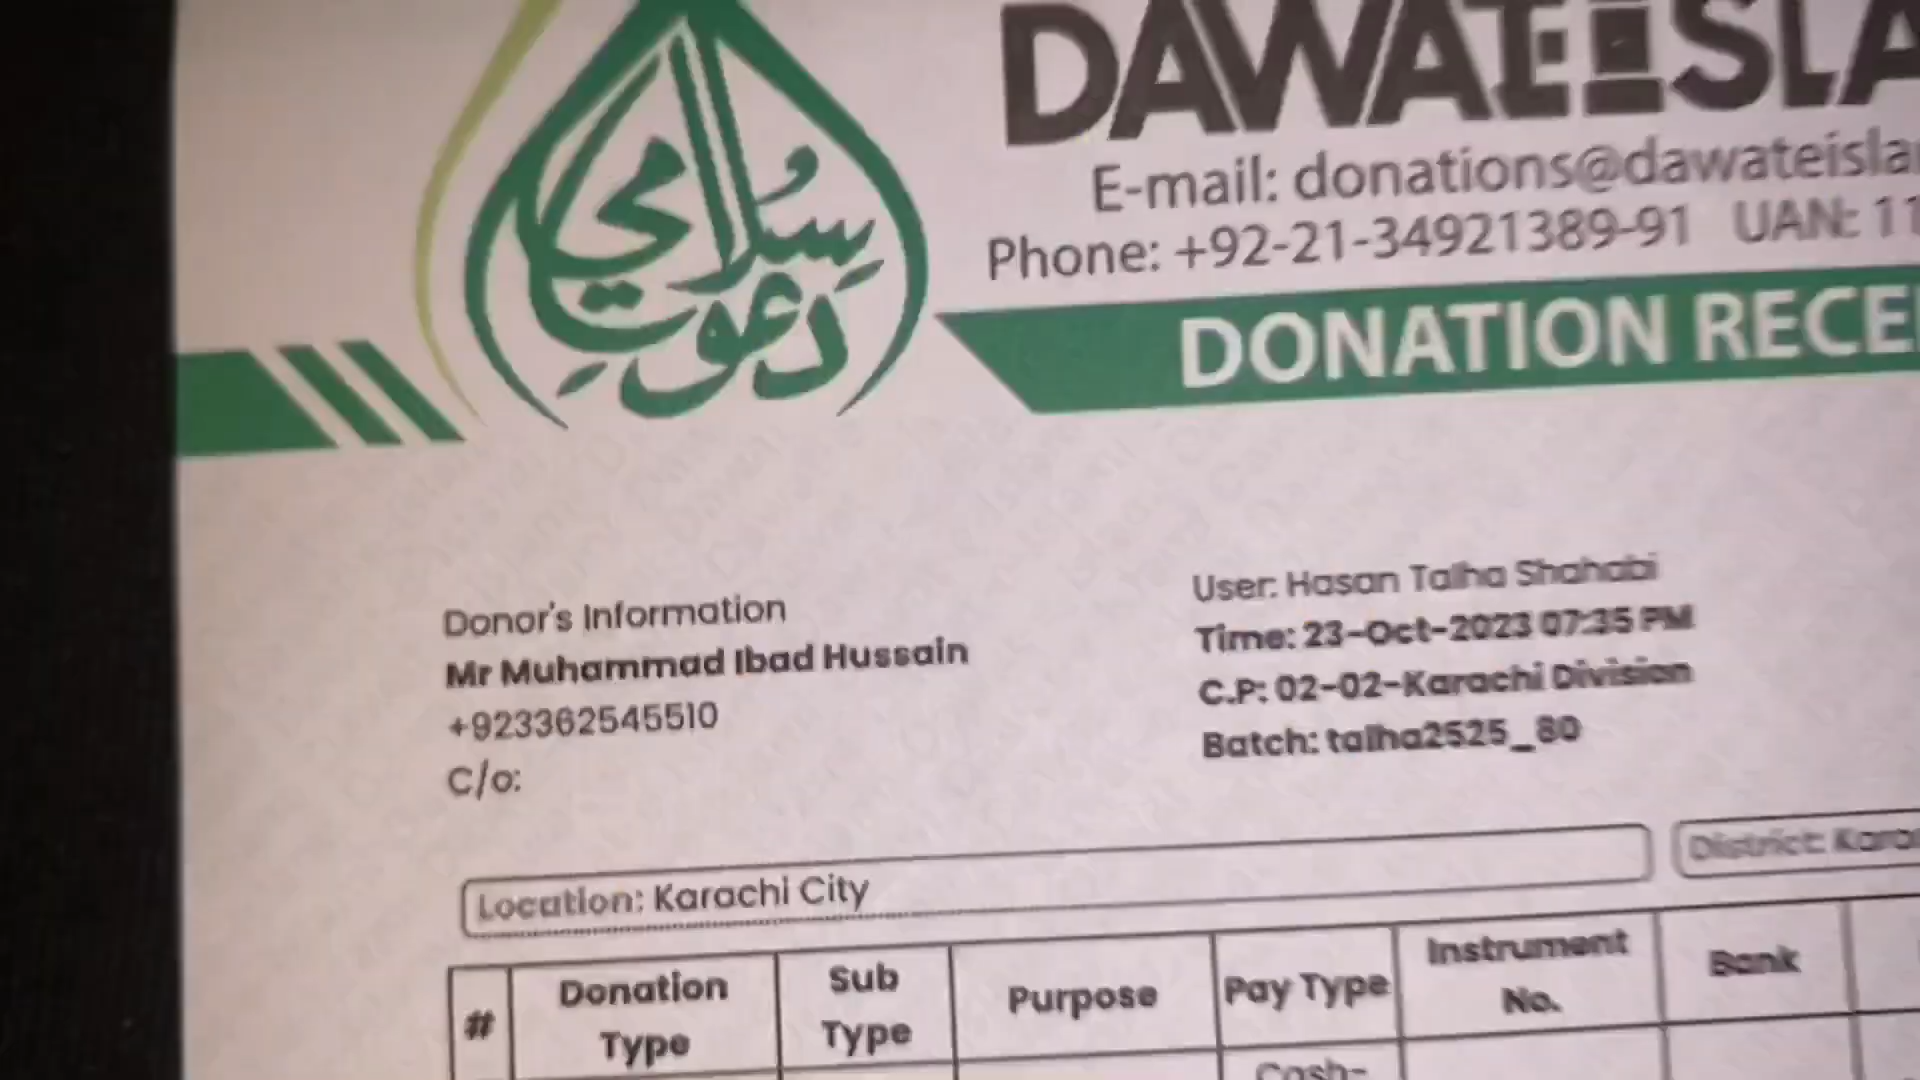 دعوتِ اسلامی
DAWATEISLA
E-mail: donations@dawateisla
Phone: +92-21-34921389-91 UAN: 11
DONATION RECE
Donor's Information
Mr Muhammad Ibad Hussain
+923362545510
C/o:
User: Hasan Talha Shahabi
Time: 23-Oct-2023 07:35 PM
C.P: 02-02-Karachi Division
Batch: talha2525_80
Location: Karachi City
District: Kara
# Donation Type Sub Type Purpose Pay Type Instrument No. Bank
Cash-